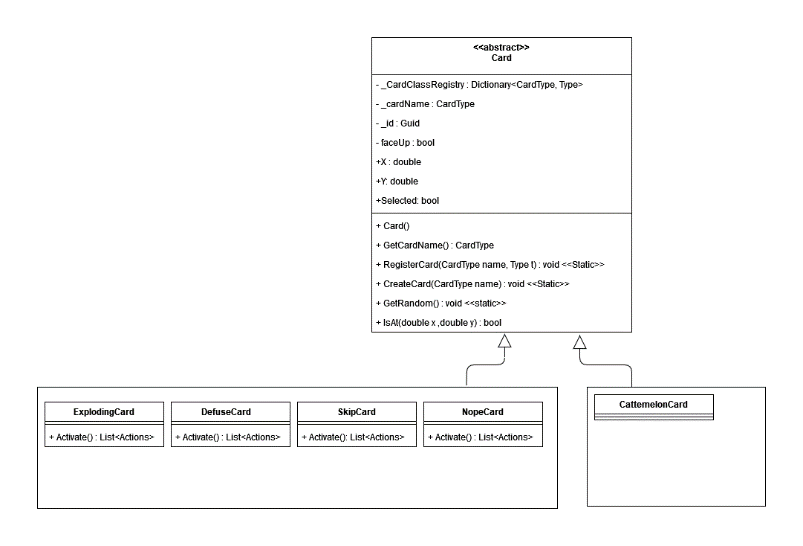 <<abstract>>
Card
- _CardClassRegistry : Dictionary<CardType, Type>
- _cardName : CardType
- _id : Guid
- faceUp : bool
+X : double
+Y: double
+Selected: bool
+ Card()
+ GetCardName() : CardType
+ RegisterCard(CardType name, Type t) : void <<Static>>
+ CreateCard(CardType name) : void <<Static>>
+ GetRandom() : void <<static>>
+ IsAt(double x ,double y) : bool
ExplodingCard
+ Activate() : List<Actions>
DefuseCard
+ Activate() : List<Actions>
SkipCard
+ Activate(): List<Actions>
NopeCard
+ Activate() : List<Actions>
CattemelonCard